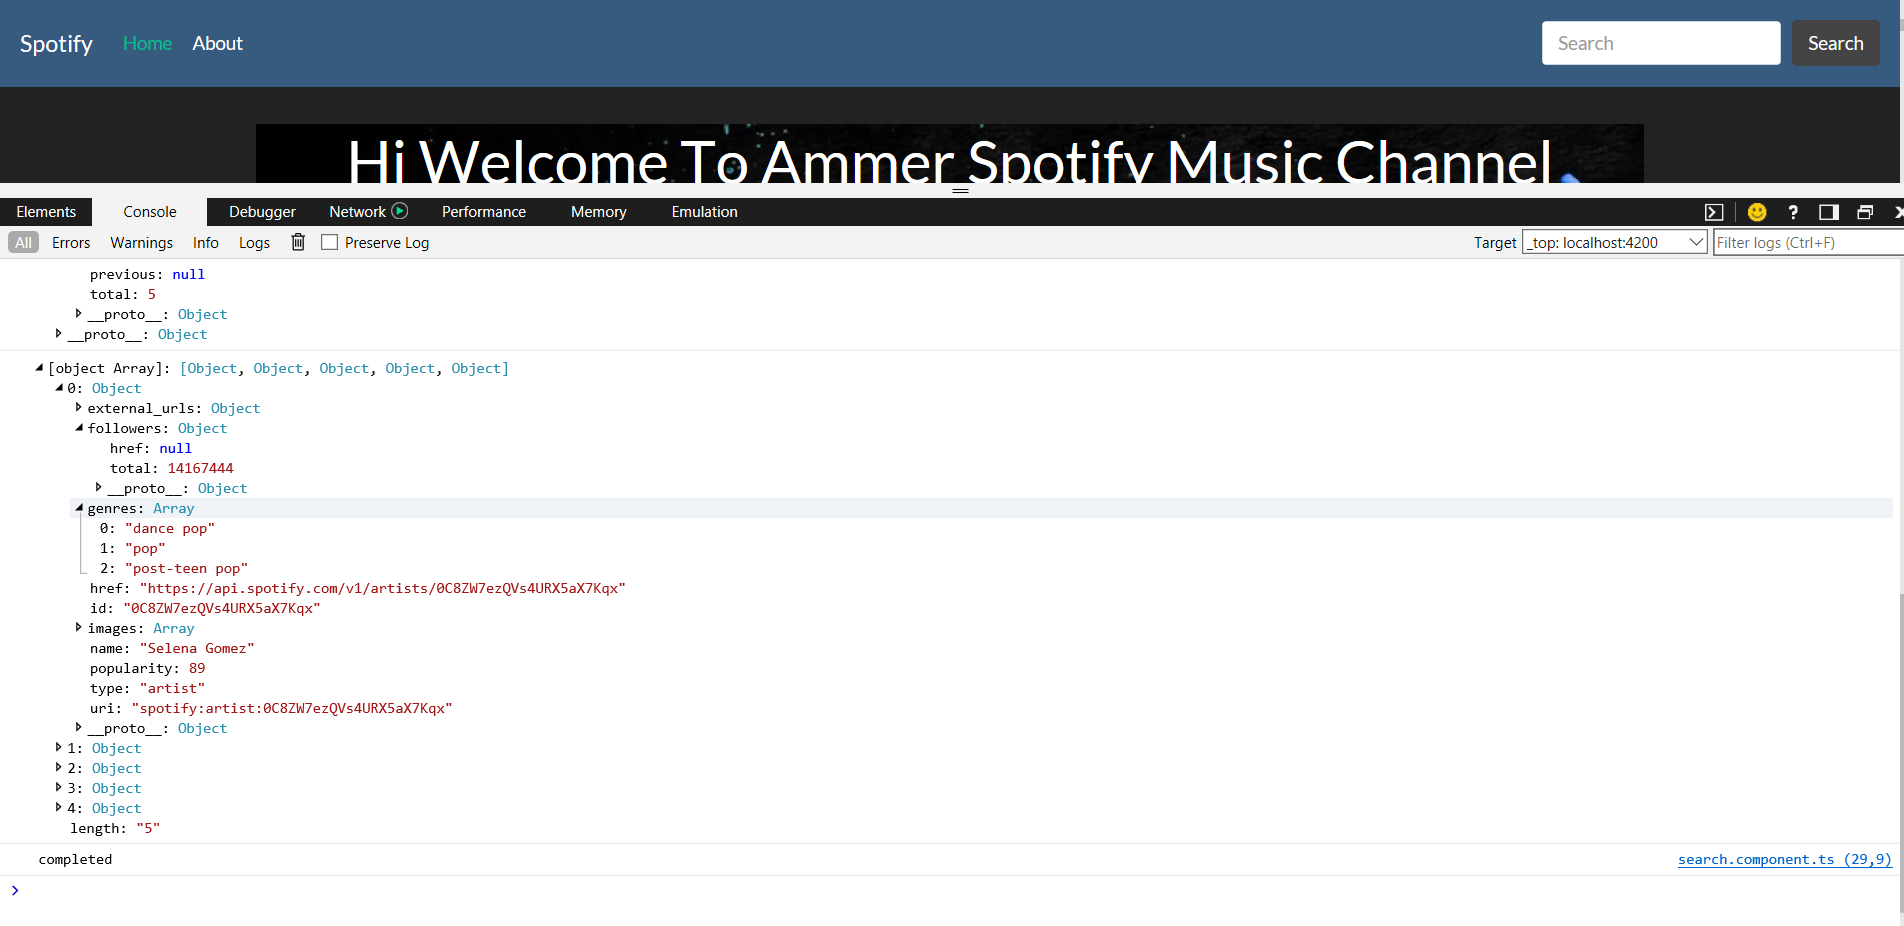 Spotify Home About Search Search
Hi Welcome To Ammer Spotify Music Channel
Elements Console Debugger Network Performance Memory Emulation ?
All Errors Warnings Info Logs Preserve Log Target _top: localhost:4200 Filter logs (Ctrl+F)
previous: null
total: 5
__proto__: Object
__proto__: Object
[object Array]: [Object, Object, Object, Object, Object]
0: Object
external_urls: Object
followers: Object
href: null
total: 14167444
__proto__: Object
genres: Array
0: "dance pop"
1: "pop"
2: "post-teen pop"
href: "https://api.spotify.com/v1/artists/0C8ZW7ezQVs4URX5aX7Kqx"
id: "0C8ZW7ezQVs4URX5aX7Kqx"
images: Array
name: "Selena Gomez"
popularity: 89
type: "artist"
uri: "spotify:artist:0C8ZW7ezQVs4URX5aX7Kqx"
__proto__: Object
1: Object
2: Object
3: Object
4: Object
length: "5"
completed search.component.ts (29,9)